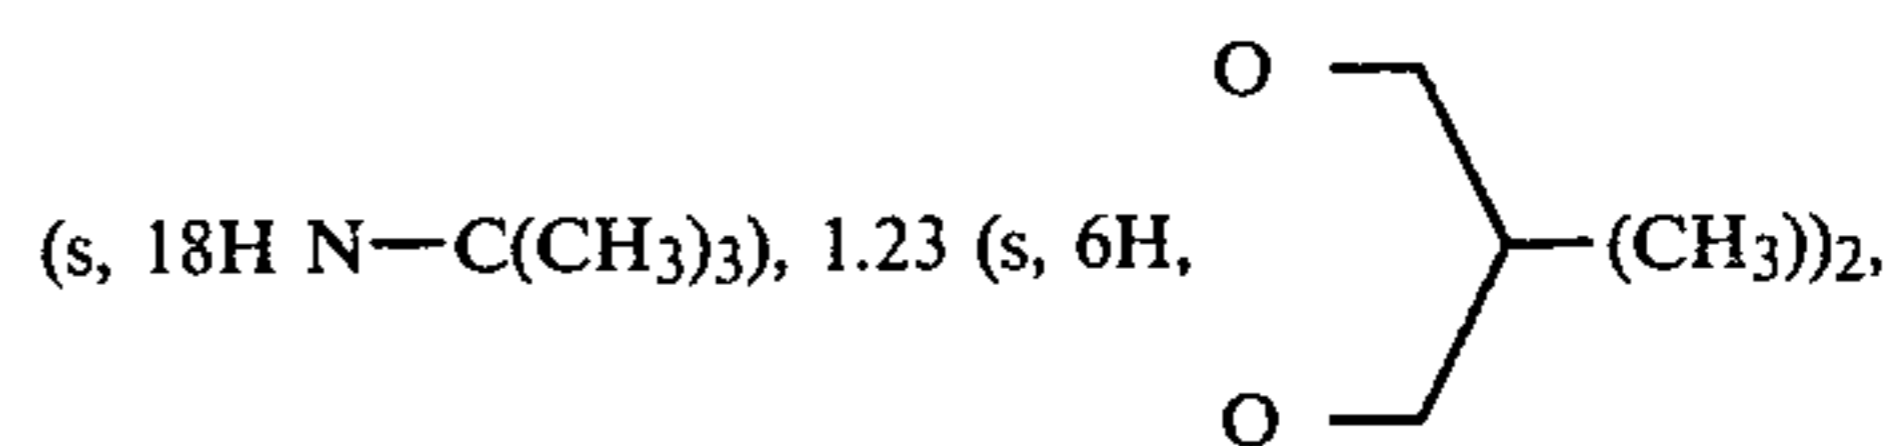 O
(s, 18H N—C(CH3)3), 1.23 (s, 6H, (CH3))2,
O